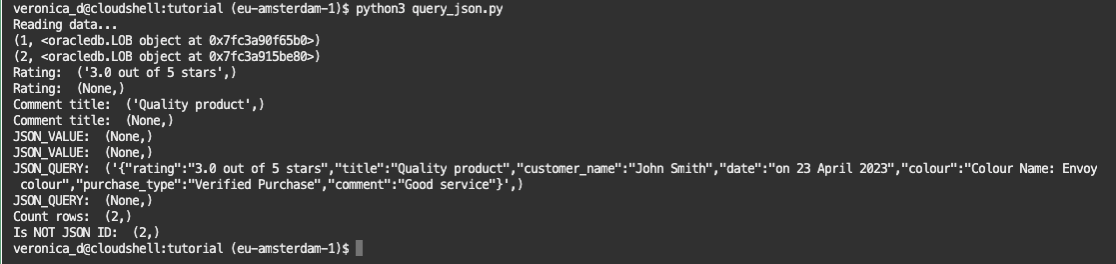 veronica_d@cloudshell:tutorial (eu-amsterdam-1)$ python3 query_json.py
Reading data...
(1, <oracledb.LOB object at 0x7fc3a90f65b0>)
(2, <oracledb.LOB object at 0x7fc3a915be80>)
Rating:  ('3.0 out of 5 stars',)
Rating:  (None,)
Comment title:  ('Quality product',)
Comment title:  (None,)
JSON_VALUE:  (None,)
JSON_VALUE:  (None,)
JSON_QUERY:  ('{"rating":"3.0 out of 5 stars","title":"Quality product","customer_name":"John Smith","date":"on 23 April 2023","colour":"Colour Name: Envoy
 colour","purchase_type":"Verified Purchase","comment":"Good service"}',)
JSON_QUERY:  (None,)
Count rows:  (2,)
Is NOT JSON ID:  (2,)
veronica_d@cloudshell:tutorial (eu-amsterdam-1)$